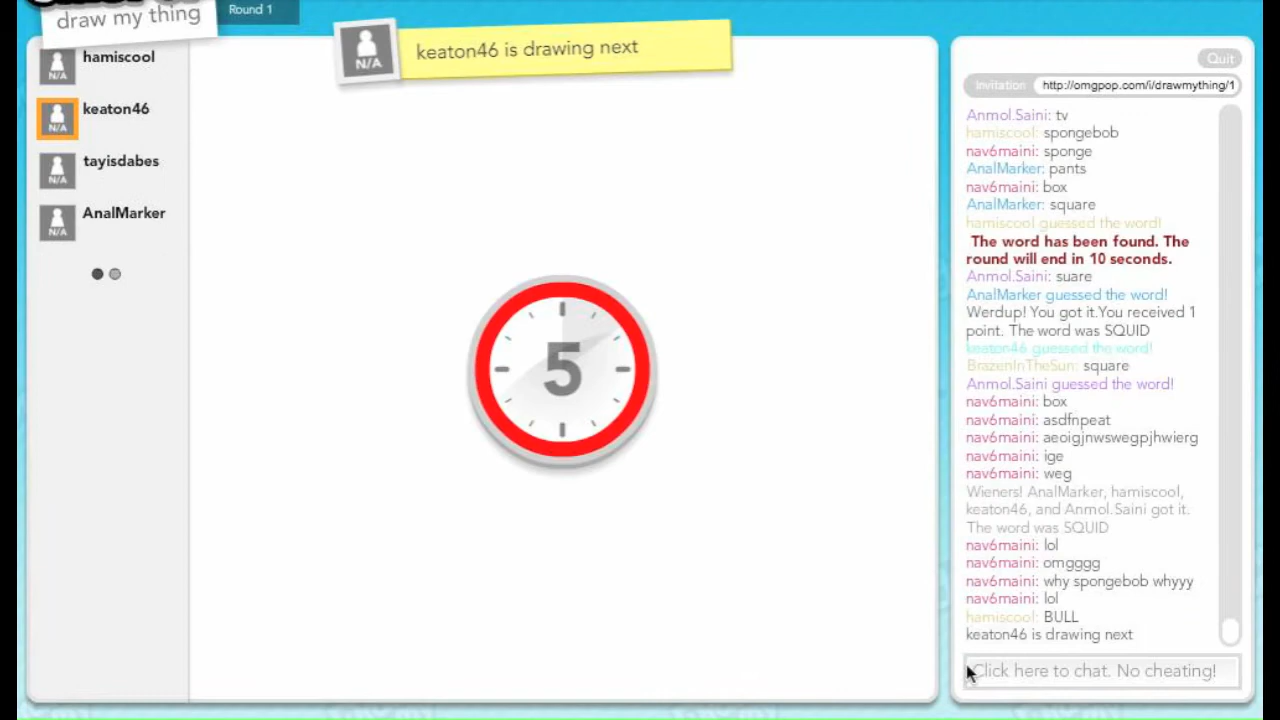 draw my thing
Round 1
N/A
keaton46 is drawing next
N/A
hamiscool
N/A
keaton46
N/A
tayisdabes
N/A
AnalMarker
5
Quit
Invitation http://omgpop.com/i/drawmything/1
Anmol.Saini: tv
hamiscool: spongebob
nav6maini: sponge
AnalMarker: pants
nav6maini: box
AnalMarker: square
hamiscool guessed the word!
The word has been found. The
round will end in 10 seconds.
Anmol.Saini: suare
AnalMarker guessed the word!
Werdup! You got it.You received 1
point. The word was SQUID
keaton46 guessed the word!
BrazenInTheSun: square
Anmol.Saini guessed the word!
nav6maini: box
nav6maini: asdfnpeat
nav6maini: aeoigjnwswegpjhwierg
nav6maini: ige
nav6maini: weg
Wieners! AnalMarker, hamiscool,
keaton46, and Anmol.Saini got it.
The word was SQUID
nav6maini: lol
nav6maini: omgggg
nav6maini: why spongebob whyyy
nav6maini: lol
hamiscool: BULL
keaton46 is drawing next
Click here to chat. No cheating!